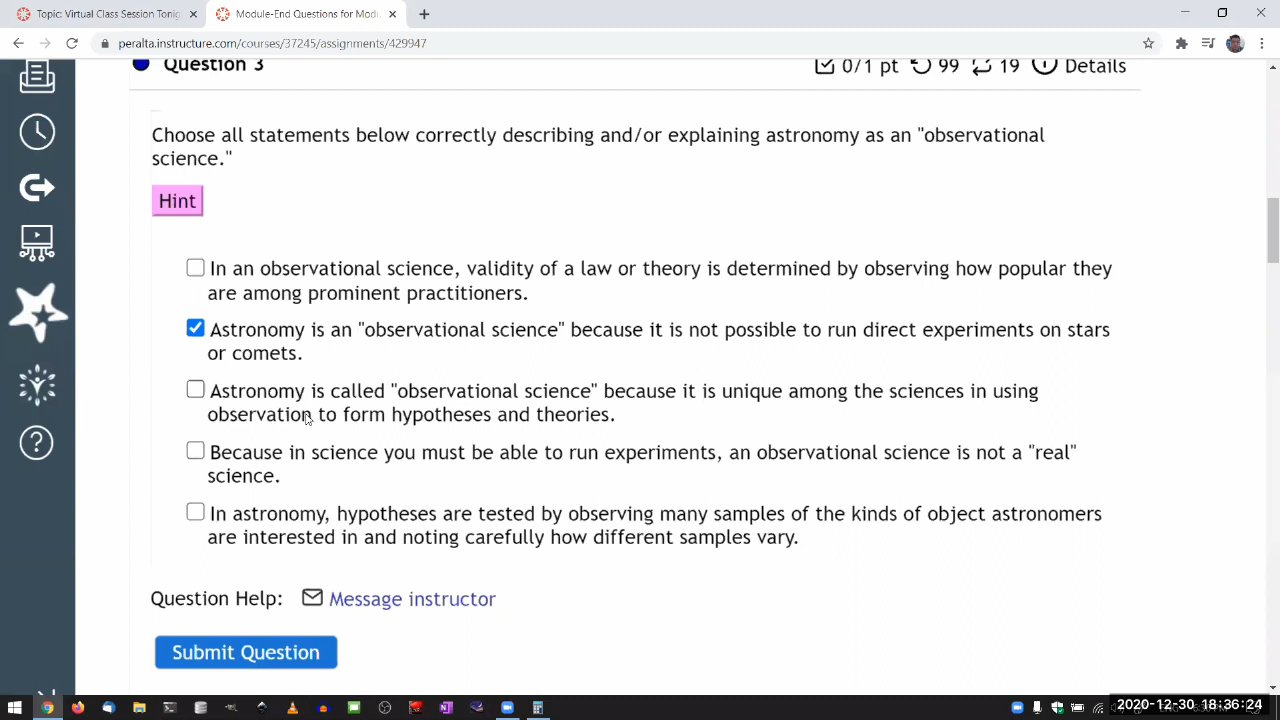 Topic: Virtual Class Session Tonig
Module-End Questions for Modu
peralta.instructure.com/courses/37245/assignments/429947
Question 3
0/1 pt 99 19 Details
Choose all statements below correctly describing and/or explaining astronomy as an "observational
science."
Hint
In an observational science, validity of a law or theory is determined by observing how popular they
are among prominent practitioners.
Astronomy is an "observational science" because it is not possible to run direct experiments on stars
or comets.
Astronomy is called "observational science" because it is unique among the sciences in using
observation to form hypotheses and theories.
Because in science you must be able to run experiments, an observational science is not a "real"
science.
In astronomy, hypotheses are tested by observing many samples of the kinds of object astronomers
are interested in and noting carefully how different samples vary.
Question Help: Message instructor
Submit Question
2020-12-30 18:36:24